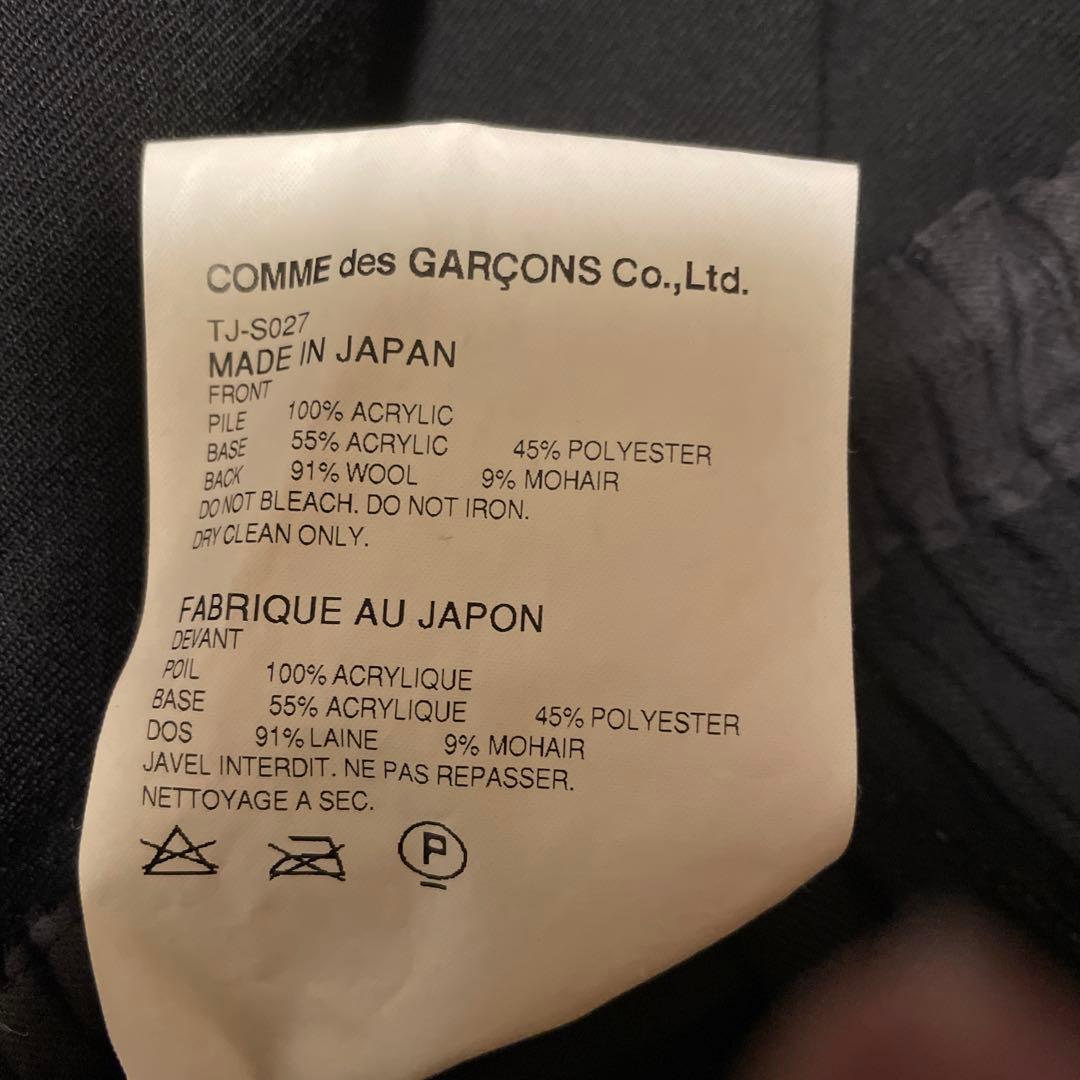 COMME des GARÇONS Co.,Ltd.
TJ-S027
MADE IN JAPAN
FRONT
PILE 100% ACRYLIC
BASE 55% ACRYLIC 45% POLYESTER
BACK 91% WOOL 9% MOHAIR
DO NOT BLEACH. DO NOT IRON.
DRY CLEAN ONLY.
FABRIQUE AU JAPON
DEVANT
POIL 100% ACRYLIQUE
BASE 55% ACRYLIQUE 45% POLYESTER
DOS 91% LAINE 9% MOHAIR
JAVEL INTERDIT. NE PAS REPASSER.
NETTOYAGE A SEC.
P